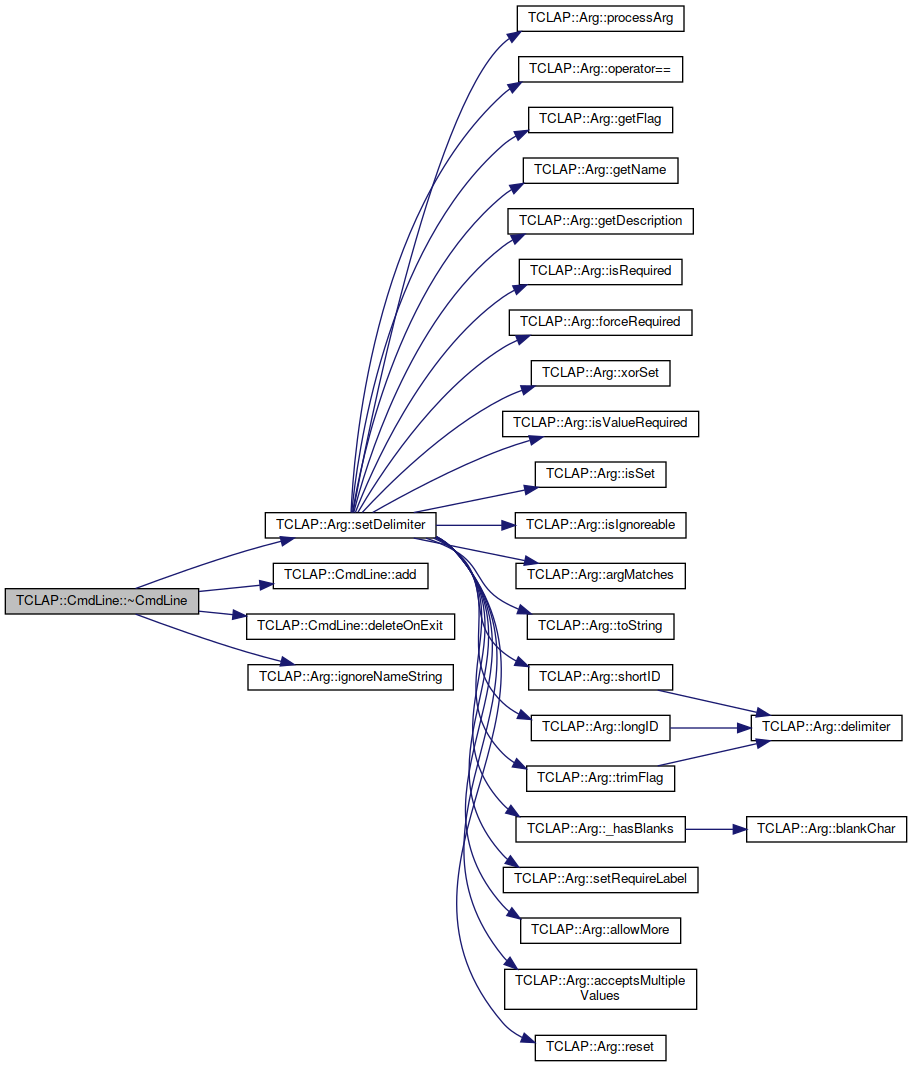 TCLAP::CmdLine::~CmdLine
TCLAP::Arg::setDelimiter
TCLAP::CmdLine::add
TCLAP::CmdLine::deleteOnExit
TCLAP::Arg::ignoreNameString
TCLAP::Arg::processArg
TCLAP::Arg::operator==
TCLAP::Arg::getFlag
TCLAP::Arg::getName
TCLAP::Arg::getDescription
TCLAP::Arg::isRequired
TCLAP::Arg::forceRequired
TCLAP::Arg::xorSet
TCLAP::Arg::isValueRequired
TCLAP::Arg::isSet
TCLAP::Arg::isIgnoreable
TCLAP::Arg::argMatches
TCLAP::Arg::toString
TCLAP::Arg::shortID
TCLAP::Arg::longID
TCLAP::Arg::trimFlag
TCLAP::Arg::_hasBlanks
TCLAP::Arg::setRequireLabel
TCLAP::Arg::allowMore
TCLAP::Arg::acceptsMultiple
Values
TCLAP::Arg::reset
TCLAP::Arg::delimiter
TCLAP::Arg::blankChar